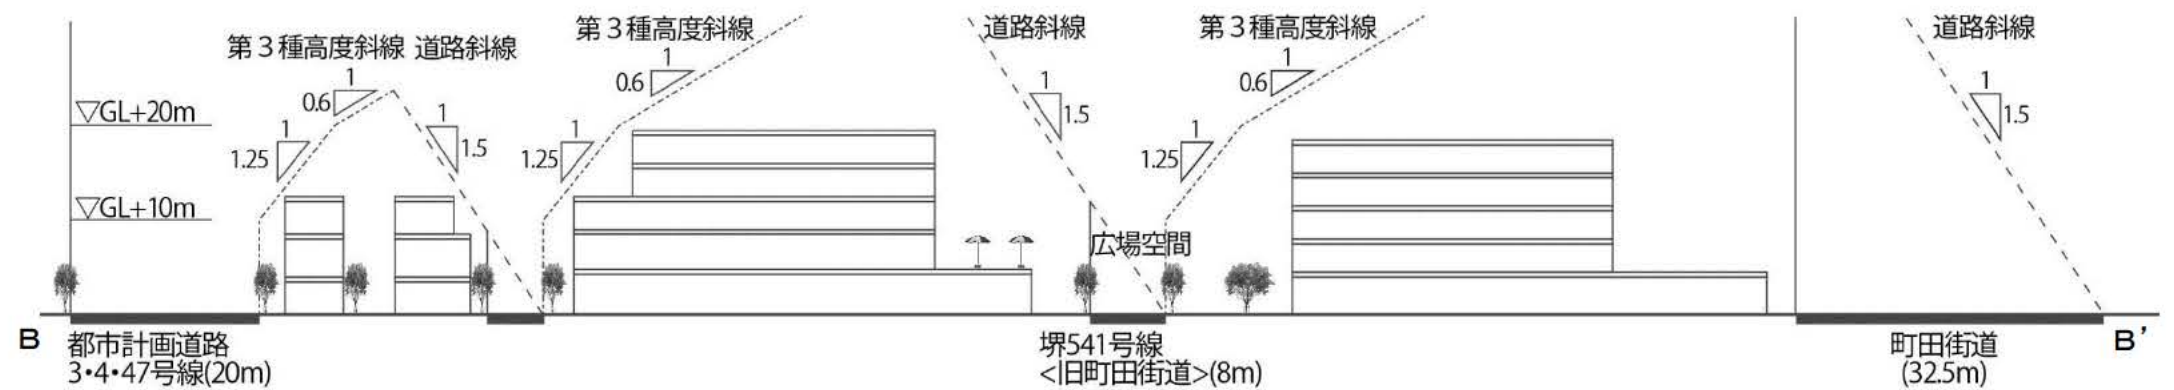 第３種高度斜線 道路斜線
第３種高度斜線
道路斜線
第３種高度斜線
道路斜線
1
0.6
1
1.25
1
1.5
1
0.6
1
1.25
1
1.5
1
0.6
1
1.25
1
1.5
▽GL+20m
▽GL+10m
広場空間
B
都市計画道路
3・4・47号線(20m)
堺541号線
<旧町田街道>(8m)
町田街道
(32.5m)
B’